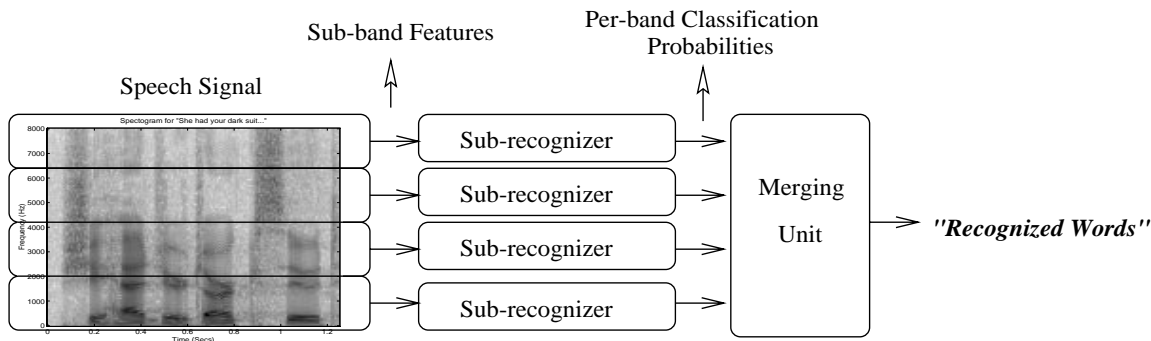 Sub-band Features
Per-band Classification
Probabilities
Speech Signal
Spectogram for "She had your dark suit..."
8000
7000
6000
5000
4000
3000
2000
1000
0
Frequency (Hz)
0
0.2
0.4
0.6
0.8
1
1.2
Time (Secs)
Sub-recognizer
Sub-recognizer
Sub-recognizer
Sub-recognizer
Merging
Unit
"Recognized Words"